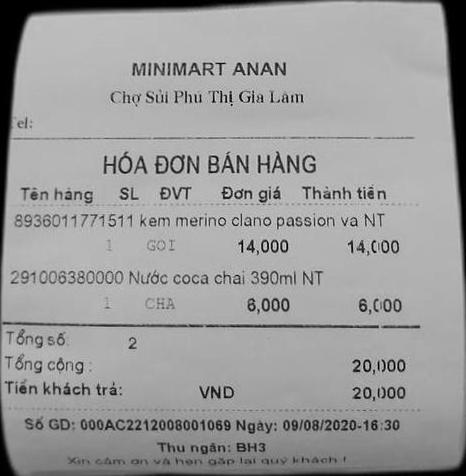 MINIMART ANAN
Chợ Sủi Phú Thị Gia Lâm
Tel:
HÓA ĐƠN BÁN HÀNG
Tên hàng SL ĐVT Đơn giá Thành tiền
8936011771511 kem merino clano passion va NT
1 GOI 14,000 14,000
291006380000 Nước coca chai 390ml NT
1 CHA 6,000 6,000
Tổng số: 2
Tổng cộng : 20,000
Tiền khách trả: VND 20,000
Số GD: 000AC2212008001069 Ngày: 09/08/2020-16:30
Thu ngân: BH3
Xin cảm ơn và hẹn gặp lại quý khách !